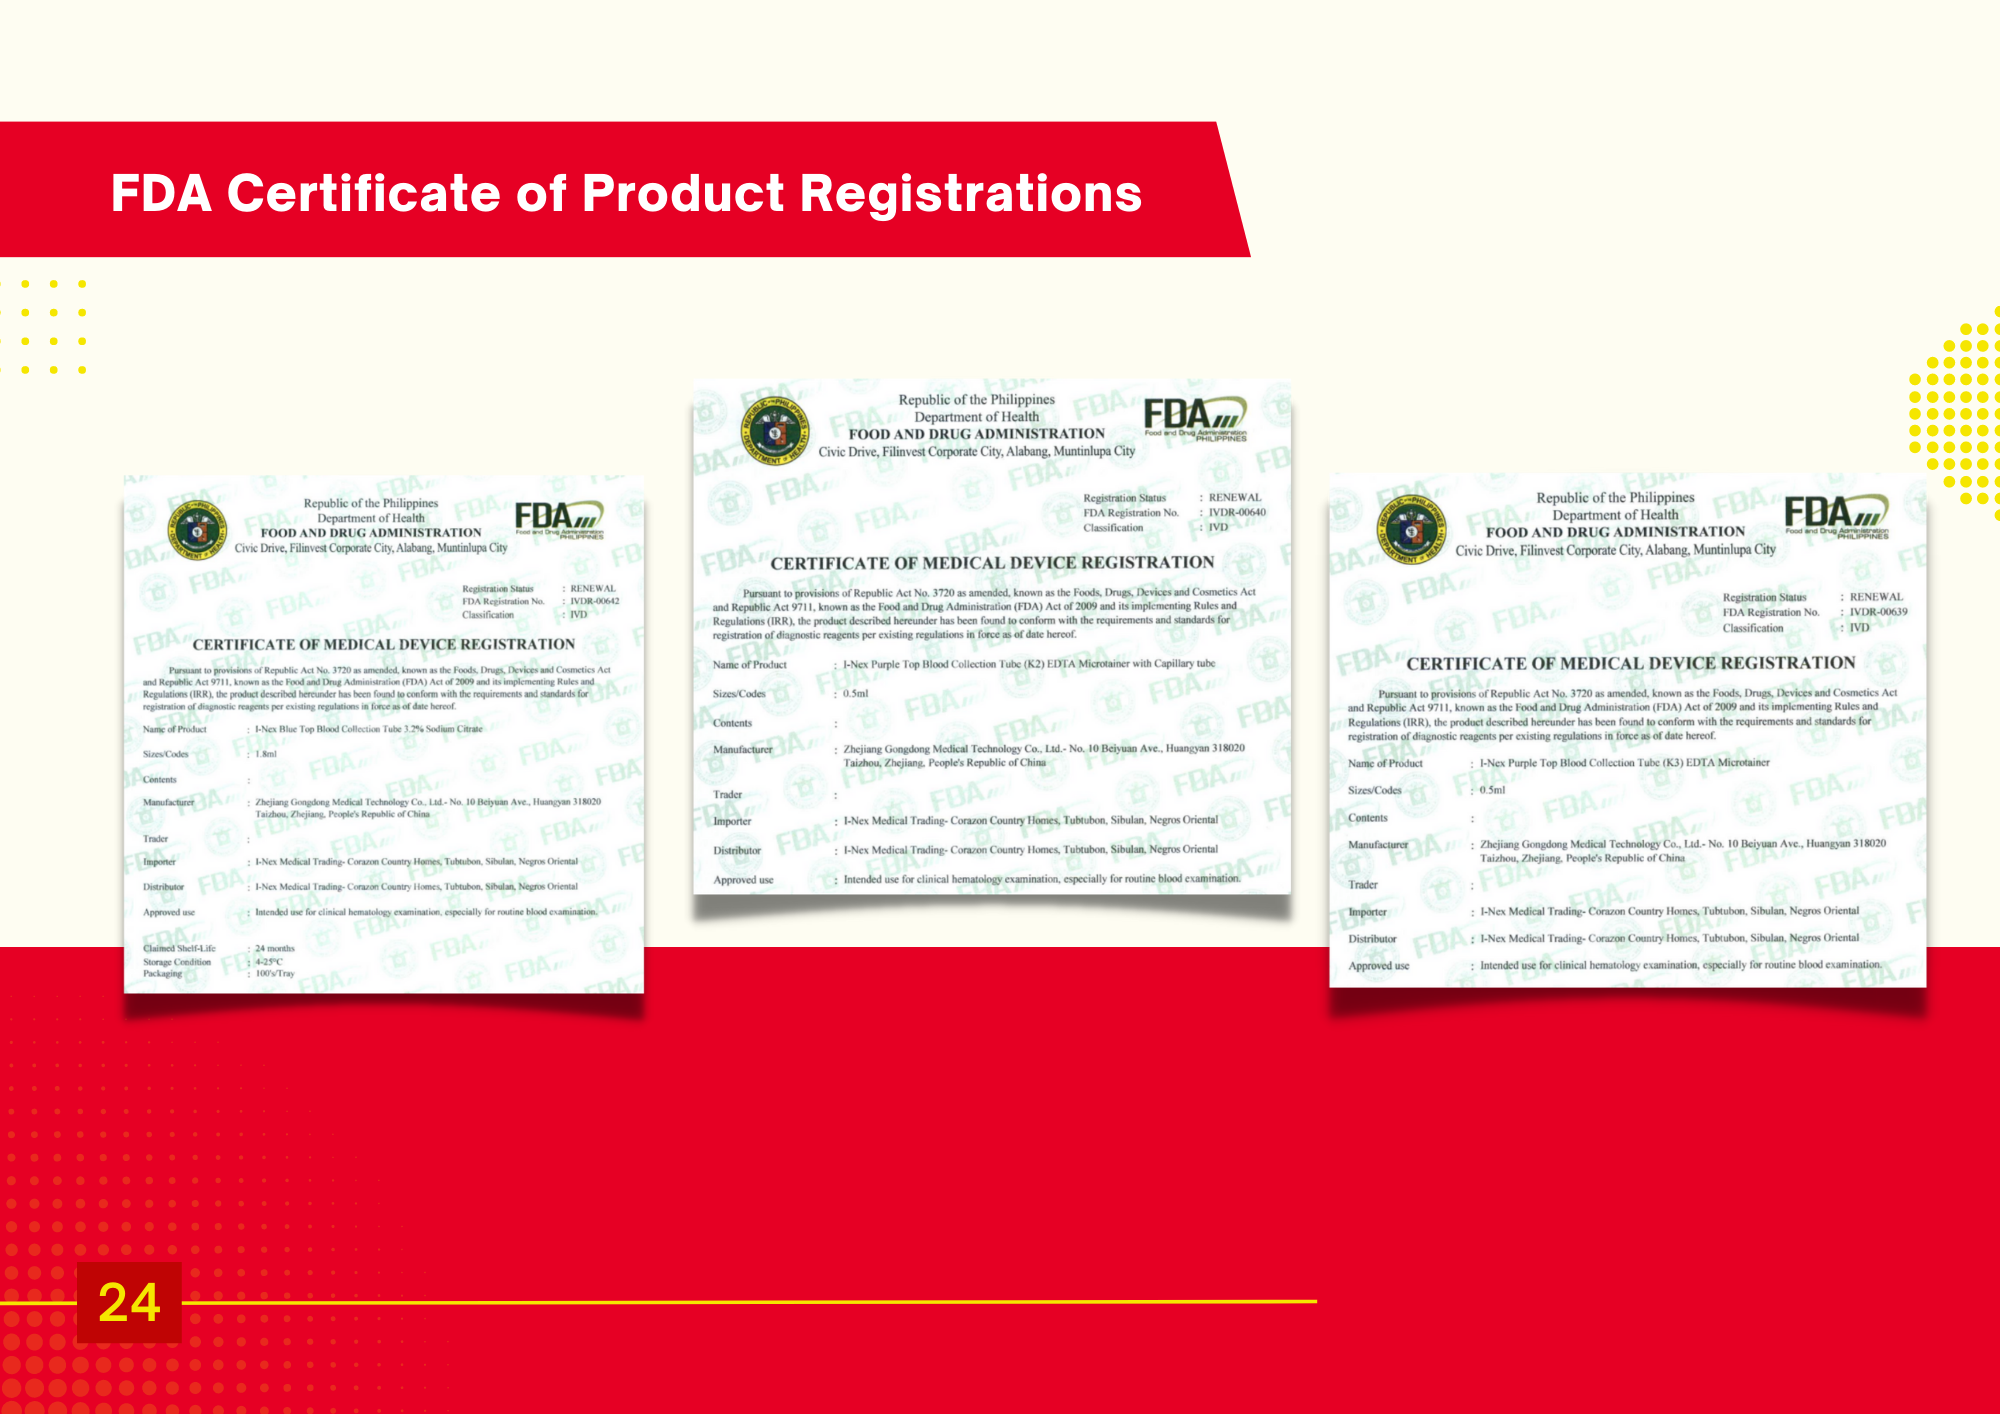 FDA Certificate of Product Registrations
Republic of the Philippines
Department of Health
FOOD AND DRUG ADMINISTRATION
Civic Drive, Filinvest Corporate City, Alabang, Muntinlupa City
FDA
Food and Drug Administration
PHILIPPINES
Registration Status : RENEWAL
FDA Registration No. : IVDR-00642
Classification : IVD
CERTIFICATE OF MEDICAL DEVICE REGISTRATION
Pursuant to provisions of Republic Act No. 3720 as amended, known as the Foods, Drugs, Devices and Cosmetics Act
and Republic Act 9711, known as the Food and Drug Administration (FDA) Act of 2009 and its implementing Rules and
Regulations (IRR), the product described hereunder has been found to conform with the requirements and standards for
registration of diagnostic reagents per existing regulations in force as of date hereof.
Name of Product : I-Nex Blue Top Blood Collection Tube 3.2% Sodium Citrate
Sizes/Codes : 1.8ml
Contents :
Manufacturer : Zhejiang Gongdong Medical Technology Co., Ltd.- No. 10 Beiyuan Ave., Huangyan 318020
Taizhou, Zhejiang, People's Republic of China
Trader :
Importer : I-Nex Medical Trading- Corazon Country Homes, Tubtubon, Sibulan, Negros Oriental
Distributor : I-Nex Medical Trading- Corazon Country Homes, Tubtubon, Sibulan, Negros Oriental
Approved use : Intended use for clinical hematology examination, especially for routine blood examination.
Claimed Shelf-Life : 24 months
Storage Condition : 4-25°C
Packaging : 100's/Tray
Republic of the Philippines
Department of Health
FOOD AND DRUG ADMINISTRATION
Civic Drive, Filinvest Corporate City, Alabang, Muntinlupa City
FDA
Food and Drug Administration
PHILIPPINES
Registration Status : RENEWAL
FDA Registration No. : IVDR-00640
Classification : IVD
CERTIFICATE OF MEDICAL DEVICE REGISTRATION
Pursuant to provisions of Republic Act No. 3720 as amended, known as the Foods, Drugs, Devices and Cosmetics Act
and Republic Act 9711, known as the Food and Drug Administration (FDA) Act of 2009 and its implementing Rules and
Regulations (IRR), the product described hereunder has been found to conform with the requirements and standards for
registration of diagnostic reagents per existing regulations in force as of date hereof.
Name of Product : I-Nex Purple Top Blood Collection Tube (K2) EDTA Microtainer with Capillary tube
Sizes/Codes : 0.5ml
Contents :
Manufacturer : Zhejiang Gongdong Medical Technology Co., Ltd.- No. 10 Beiyuan Ave., Huangyan 318020
Taizhou, Zhejiang, People's Republic of China
Trader :
Importer : I-Nex Medical Trading- Corazon Country Homes, Tubtubon, Sibulan, Negros Oriental
Distributor : I-Nex Medical Trading- Corazon Country Homes, Tubtubon, Sibulan, Negros Oriental
Approved use : Intended use for clinical hematology examination, especially for routine blood examination.
Republic of the Philippines
Department of Health
FOOD AND DRUG ADMINISTRATION
Civic Drive, Filinvest Corporate City, Alabang, Muntinlupa City
FDA
Food and Drug Administration
PHILIPPINES
Registration Status : RENEWAL
FDA Registration No. : IVDR-00639
Classification : IVD
CERTIFICATE OF MEDICAL DEVICE REGISTRATION
Pursuant to provisions of Republic Act No. 3720 as amended, known as the Foods, Drugs, Devices and Cosmetics Act
and Republic Act 9711, known as the Food and Drug Administration (FDA) Act of 2009 and its implementing Rules and
Regulations (IRR), the product described hereunder has been found to conform with the requirements and standards for
registration of diagnostic reagents per existing regulations in force as of date hereof.
Name of Product : I-Nex Purple Top Blood Collection Tube (K3) EDTA Microtainer
Sizes/Codes : 0.5ml
Contents :
Manufacturer : Zhejiang Gongdong Medical Technology Co., Ltd.- No. 10 Beiyuan Ave., Huangyan 318020
Taizhou, Zhejiang, People's Republic of China
Trader :
Importer : I-Nex Medical Trading- Corazon Country Homes, Tubtubon, Sibulan, Negros Oriental
Distributor : I-Nex Medical Trading- Corazon Country Homes, Tubtubon, Sibulan, Negros Oriental
Approved use : Intended use for clinical hematology examination, especially for routine blood examination.
24